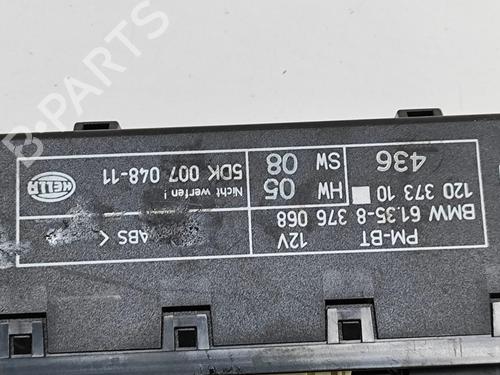 PM-BT 12V
BMW 61.35-8 376 068
120 373 10
HW 05
436
SW 08
ABS <
Nicht werfen !
5DK 007 048-11
HELLA
B-PARTS